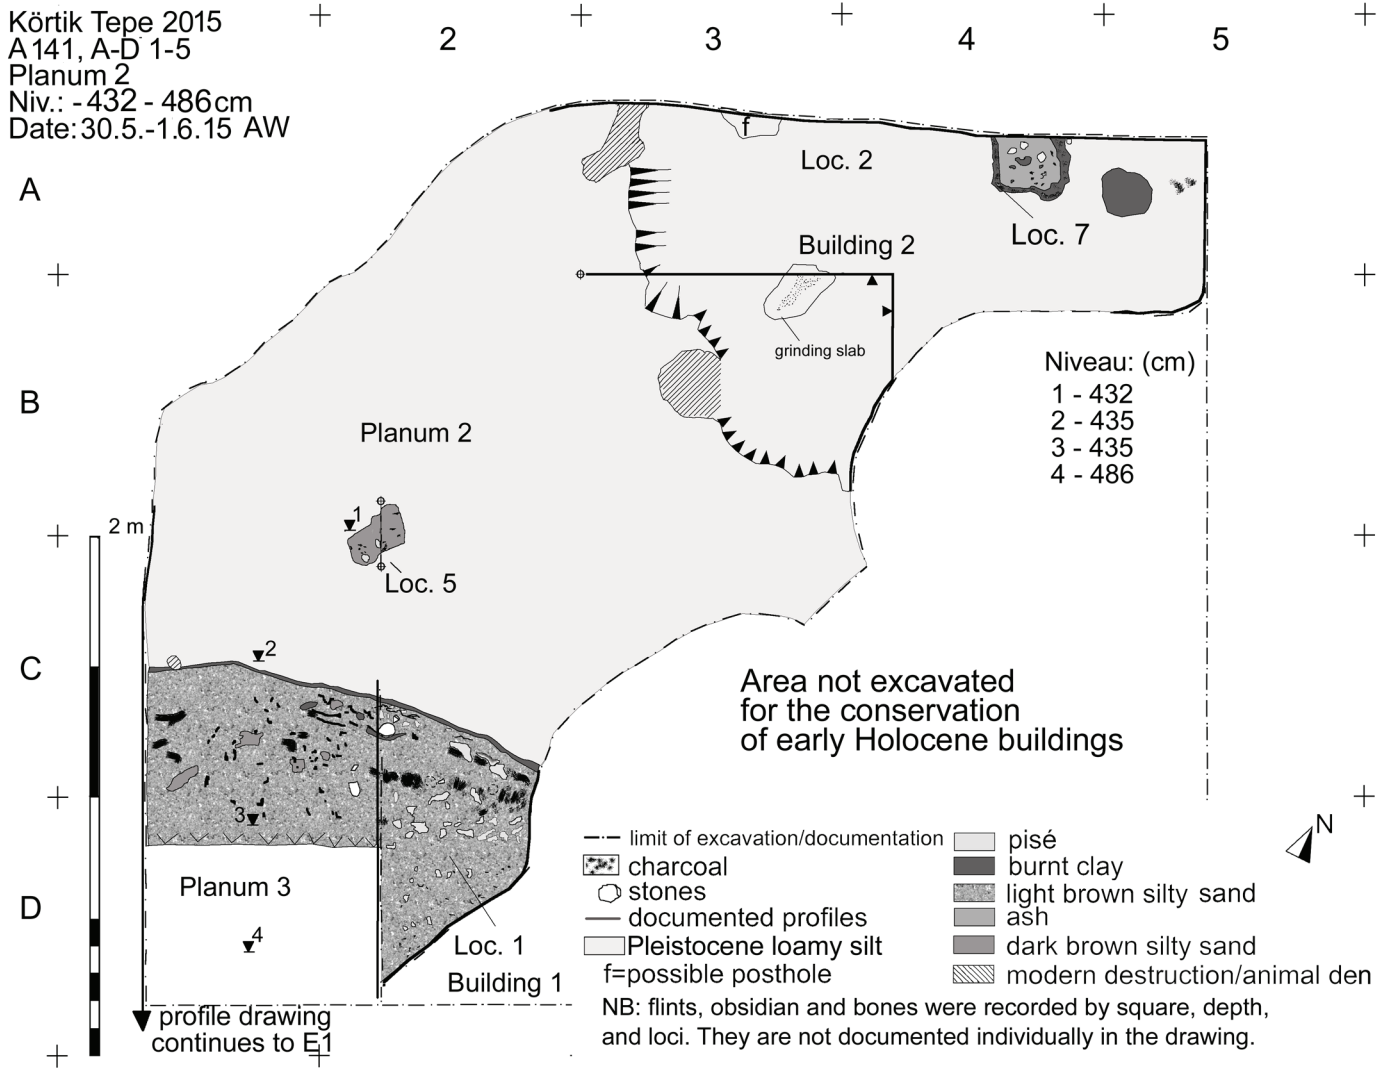 Körtik Tepe 2015
A 141, A-D 1-5
Planum 2
Niv.: - 432 - 486 cm
Date: 30.5.-1.6.15 AW
2
3
4
5
A
B
C
D
f
Loc. 2
Loc. 7
Building 2
grinding slab
Niveau: (cm)
1 - 432
2 - 435
3 - 435
4 - 486
Planum 2
2 m
1
Loc. 5
2
Area not excavated
for the conservation
of early Holocene buildings
3
Planum 3
4
Loc. 1
Building 1
profile drawing
continues to E1
N
limit of excavation/documentation
charcoal
stones
documented profiles
Pleistocene loamy silt
f=possible posthole
pisé
burnt clay
light brown silty sand
ash
dark brown silty sand
modern destruction/animal den
NB: flints, obsidian and bones were recorded by square, depth,
and loci. They are not documented individually in the drawing.